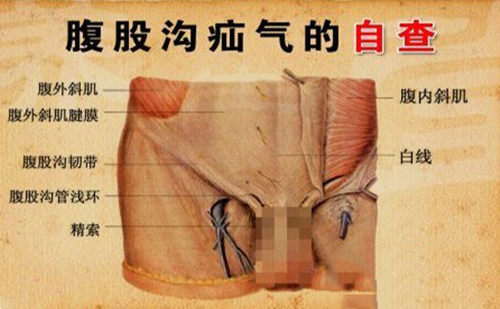 腹股沟疝气的自查
腹外斜肌
腹外斜肌腱膜
腹股沟韧带
腹股沟管浅环
精索
腹内斜肌
白线